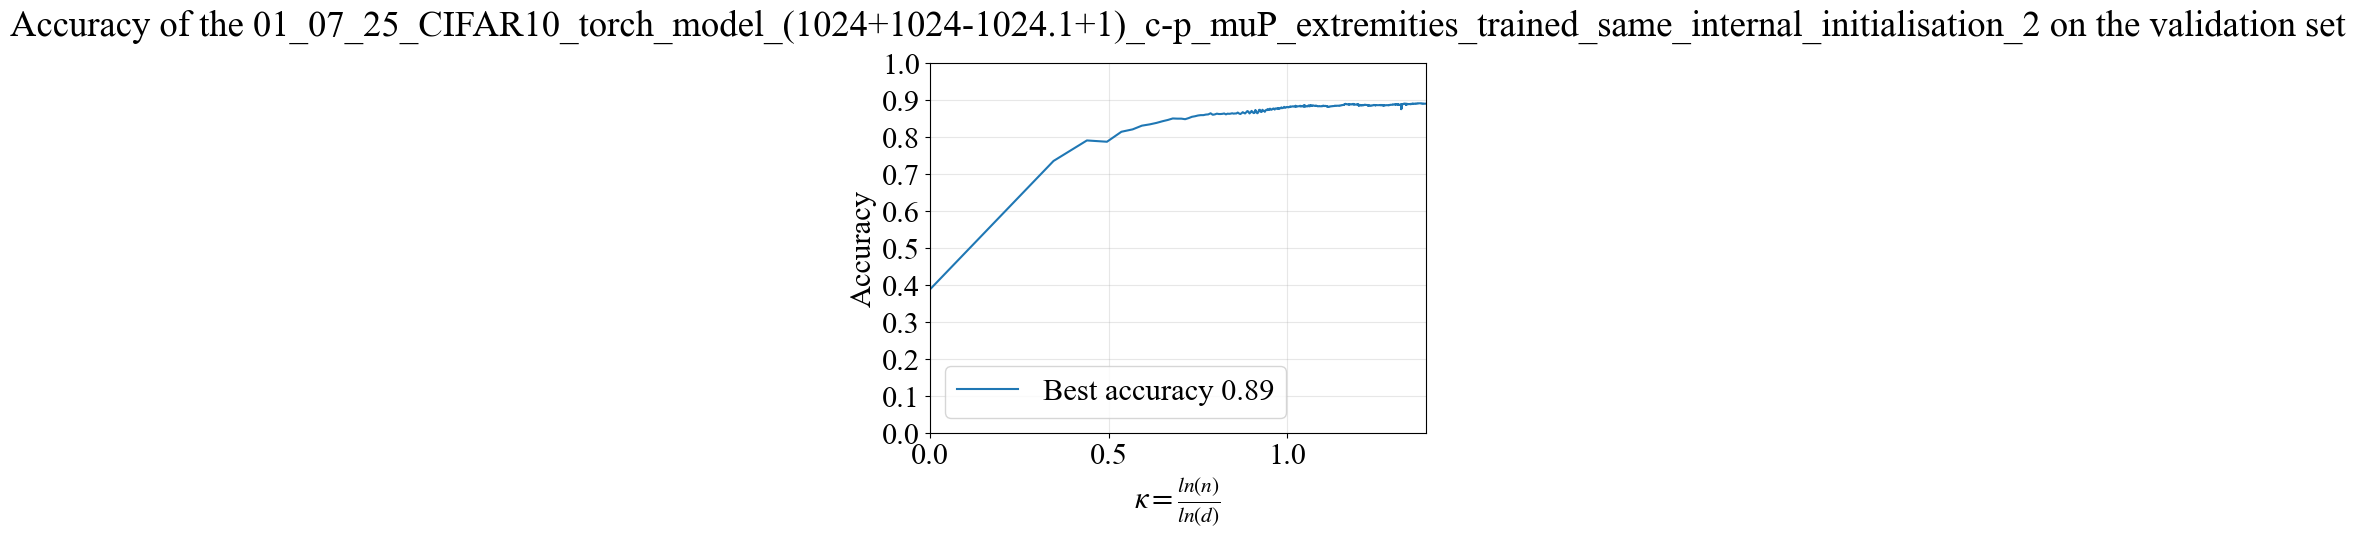 Accuracy of the 01_07_25_CIFAR10_torch_model_(1024+1024-1024.1+1)_c-p_muP_extremities_trained_same_internal_initialisation_2 on the validation set
1.0
0.9
0.8
0.7
0.6
0.5
0.4
0.3
0.2
0.1
0.0
Accuracy
Best accuracy 0.89
0.0 0.5 1.0
κ = ln(n)/ln(d)